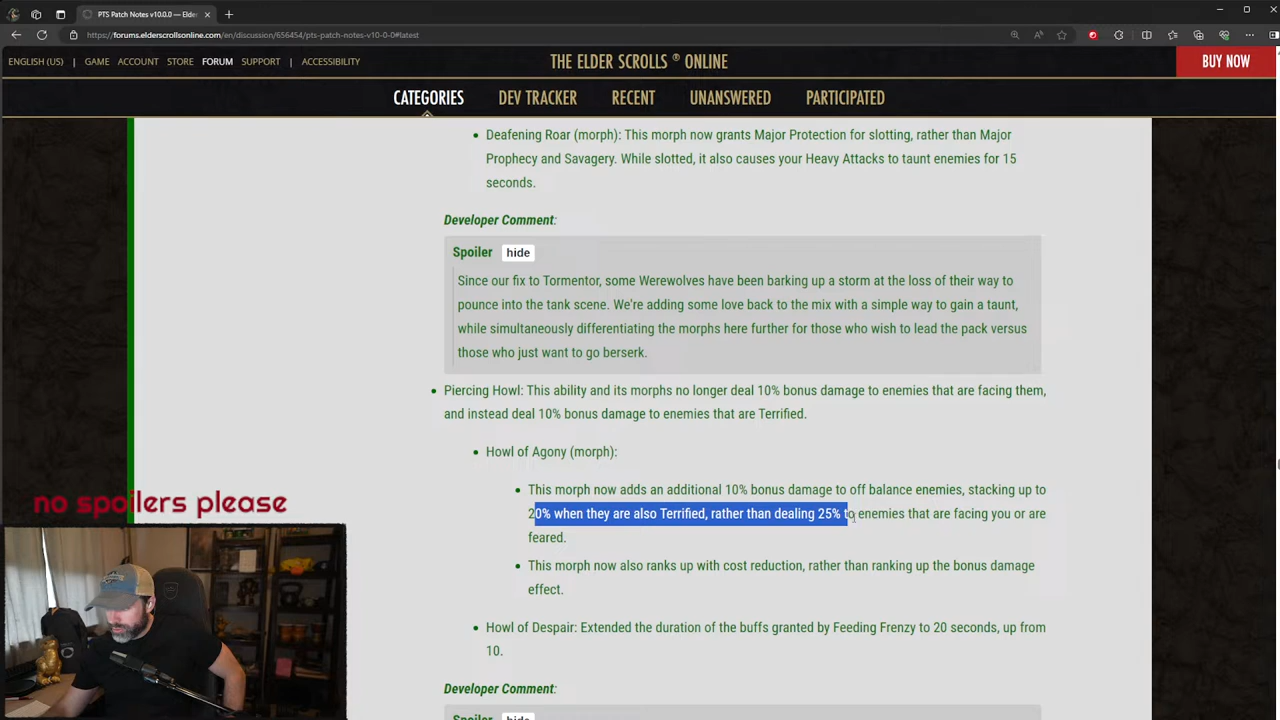 PTS Patch Notes v10.0.0 — Elder
https://forums.elderscrollsonline.com/en/discussion/656454/pts-patch-notes-v10-0-0#latest
ENGLISH (US) | GAME ACCOUNT STORE FORUM SUPPORT | ACCESSIBILITY
THE ELDER SCROLLS ® ONLINE
BUY NOW
CATEGORIES DEV TRACKER RECENT UNANSWERED PARTICIPATED
Deafening Roar (morph): This morph now grants Major Protection for slotting, rather than Major
Prophecy and Savagery. While slotted, it also causes your Heavy Attacks to taunt enemies for 15
seconds.
Developer Comment:
Spoiler hide
Since our fix to Tormentor, some Werewolves have been barking up a storm at the loss of their way to
pounce into the tank scene. We're adding some love back to the mix with a simple way to gain a taunt,
while simultaneously differentiating the morphs here further for those who wish to lead the pack versus
those who just want to go berserk.
Piercing Howl: This ability and its morphs no longer deal 10% bonus damage to enemies that are facing them,
and instead deal 10% bonus damage to enemies that are Terrified.
Howl of Agony (morph):
This morph now adds an additional 10% bonus damage to off balance enemies, stacking up to
20% when they are also Terrified, rather than dealing 25% to enemies that are facing you or are
feared.
This morph now also ranks up with cost reduction, rather than ranking up the bonus damage
effect.
Howl of Despair: Extended the duration of the buffs granted by Feeding Frenzy to 20 seconds, up from
10.
Developer Comment:
Spoiler hide
no spoilers please